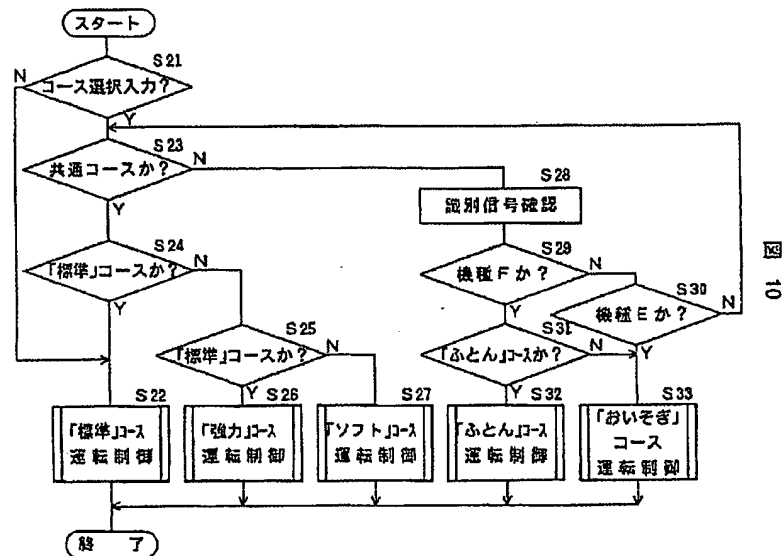 スタート
S21
N
コース選択入力?
Y
S23
共通コースか?
N
Y
S28
識別信号確認
S24
「標準」コースか?
N
Y
S29
機種Fか?
N
Y
S30
機種Eか?
N
Y
S25
「標準」コースか?
N
Y
S31
「ふとん」コースか?
N
Y
S22
「標準」コース
運転制御
S26
「強力」コース
運転制御
S27
「ソフト」コース
運転制御
S32
「ふとん」コース
運転制御
S33
「おいそぎ」
コース
運転制御
終 了
図 10